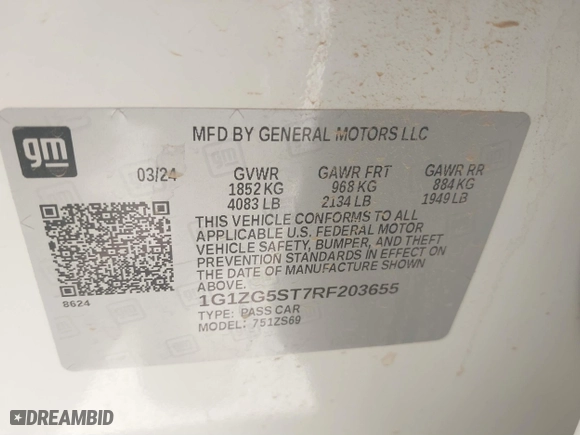 gm
MFD BY GENERAL MOTORS LLC
03/24 GVWR GAWR FRT GAWR RR
1852 KG 968 KG 884 KG
4083 LB 2134 LB 1949 LB
THIS VEHICLE CONFORMS TO ALL
APPLICABLE U.S. FEDERAL MOTOR
VEHICLE SAFETY, BUMPER, AND THEFT
PREVENTION STANDARDS IN EFFECT ON
THE DATE OF MANUFACTURE SHOWN
ABOVE.
8624
1G1ZG5ST7RF203655
TYPE: PASS CAR
MODEL: 751ZS69
DREAMBID